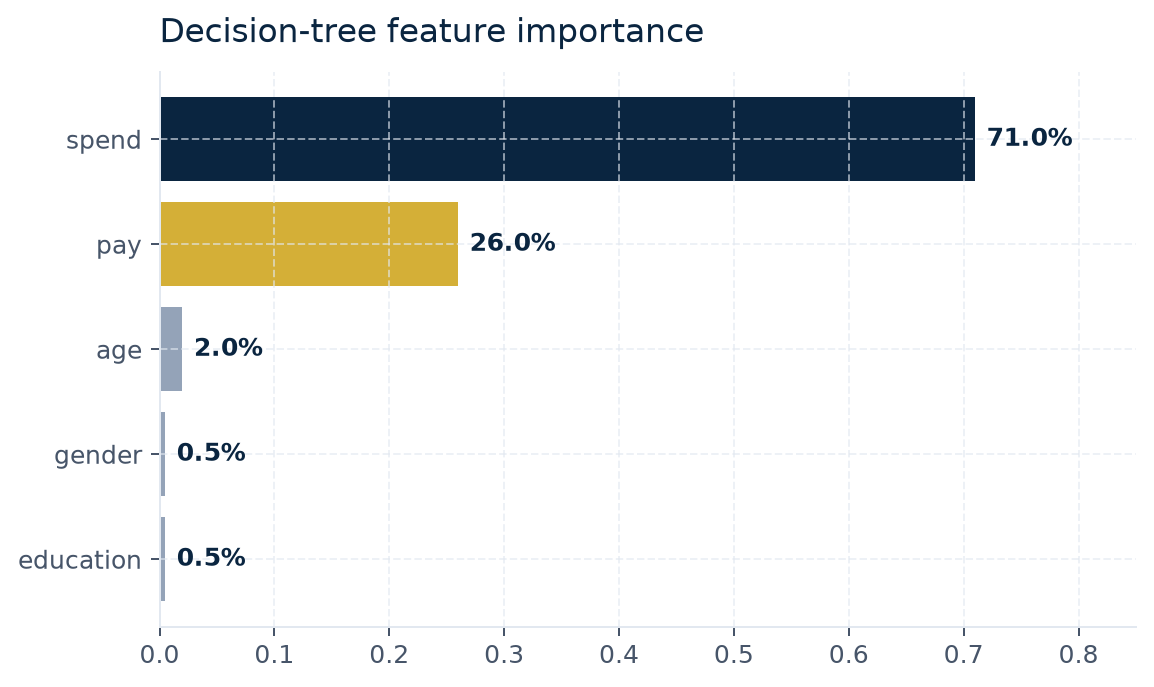 Decision-tree feature importance
spend 71.0%
pay 26.0%
age 2.0%
gender 0.5%
education 0.5%
0.0 0.1 0.2 0.3 0.4 0.5 0.6 0.7 0.8